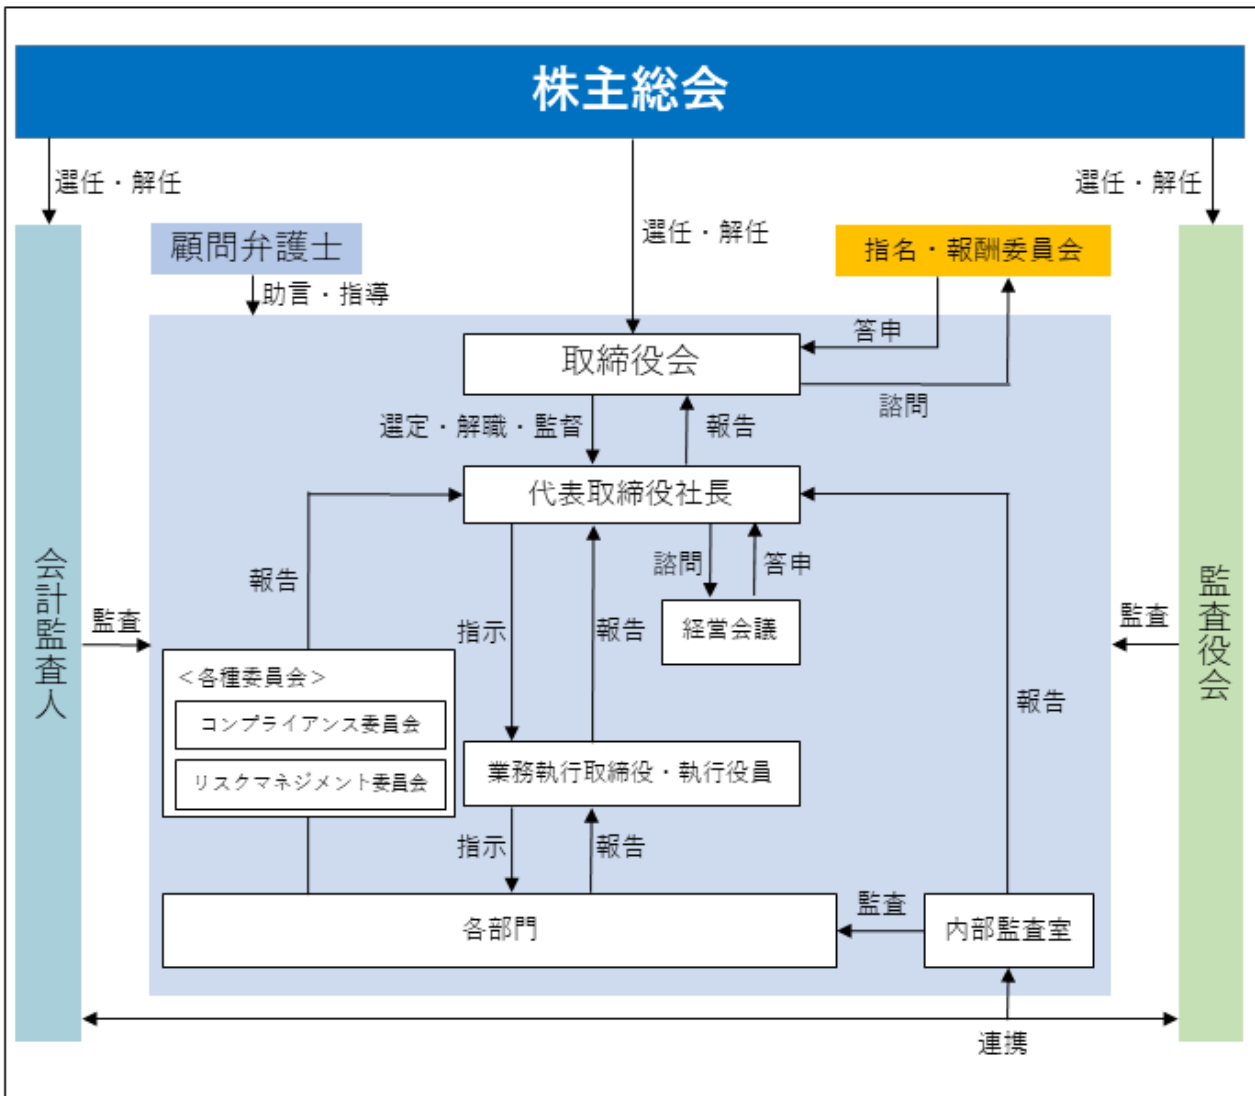 株主総会
選任・解任
選任・解任
選任・解任
顧問弁護士
指名・報酬委員会
助言・指導
答申
取締役会
諮問
選定・解職・監督
報告
代表取締役社長
諮問
答申
報告
会計監査人
監査役会
監査
監査
指示
報告
経営会議
＜各種委員会＞
コンプライアンス委員会
リスクマネジメント委員会
報告
業務執行取締役・執行役員
指示
報告
各部門
監査
内部監査室
連携